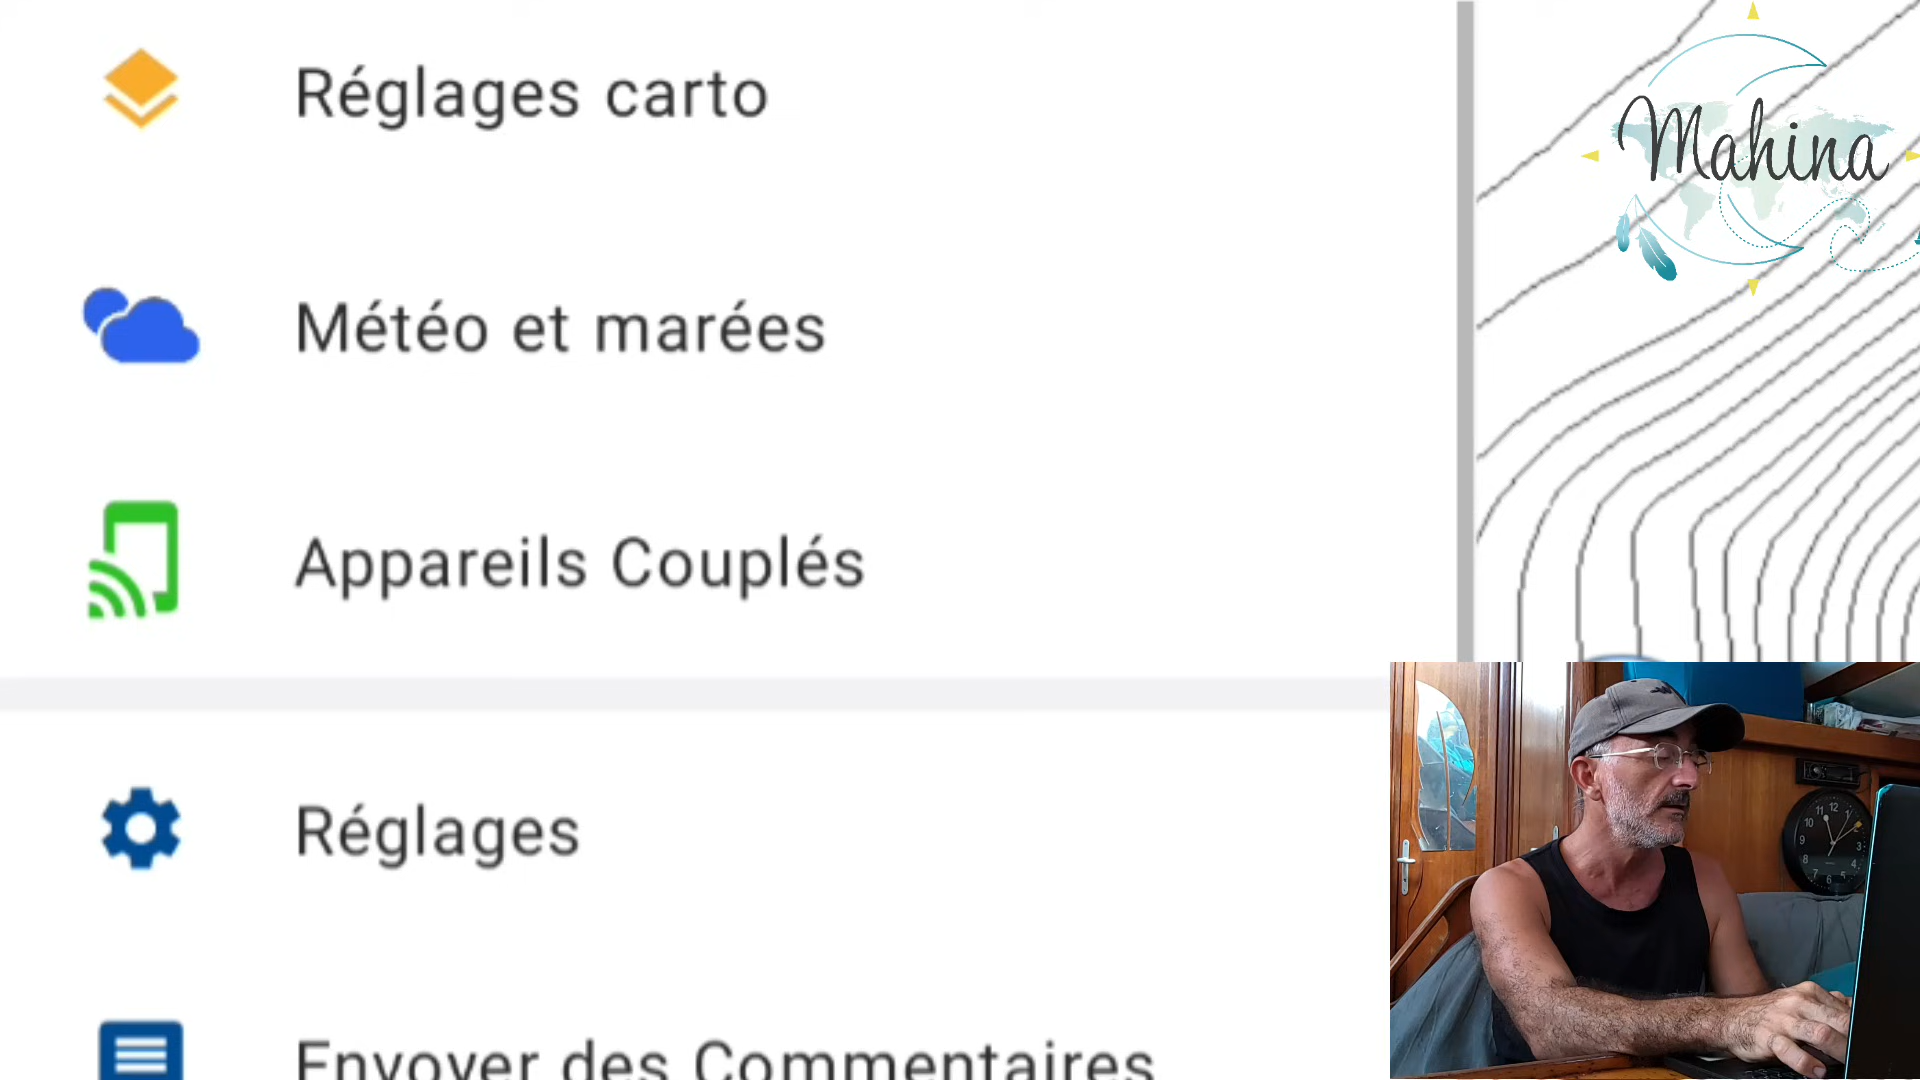 Réglages carto
Mahina
Météo et marées
Appareils Couplés
Réglages
Envoyer des Commentaires